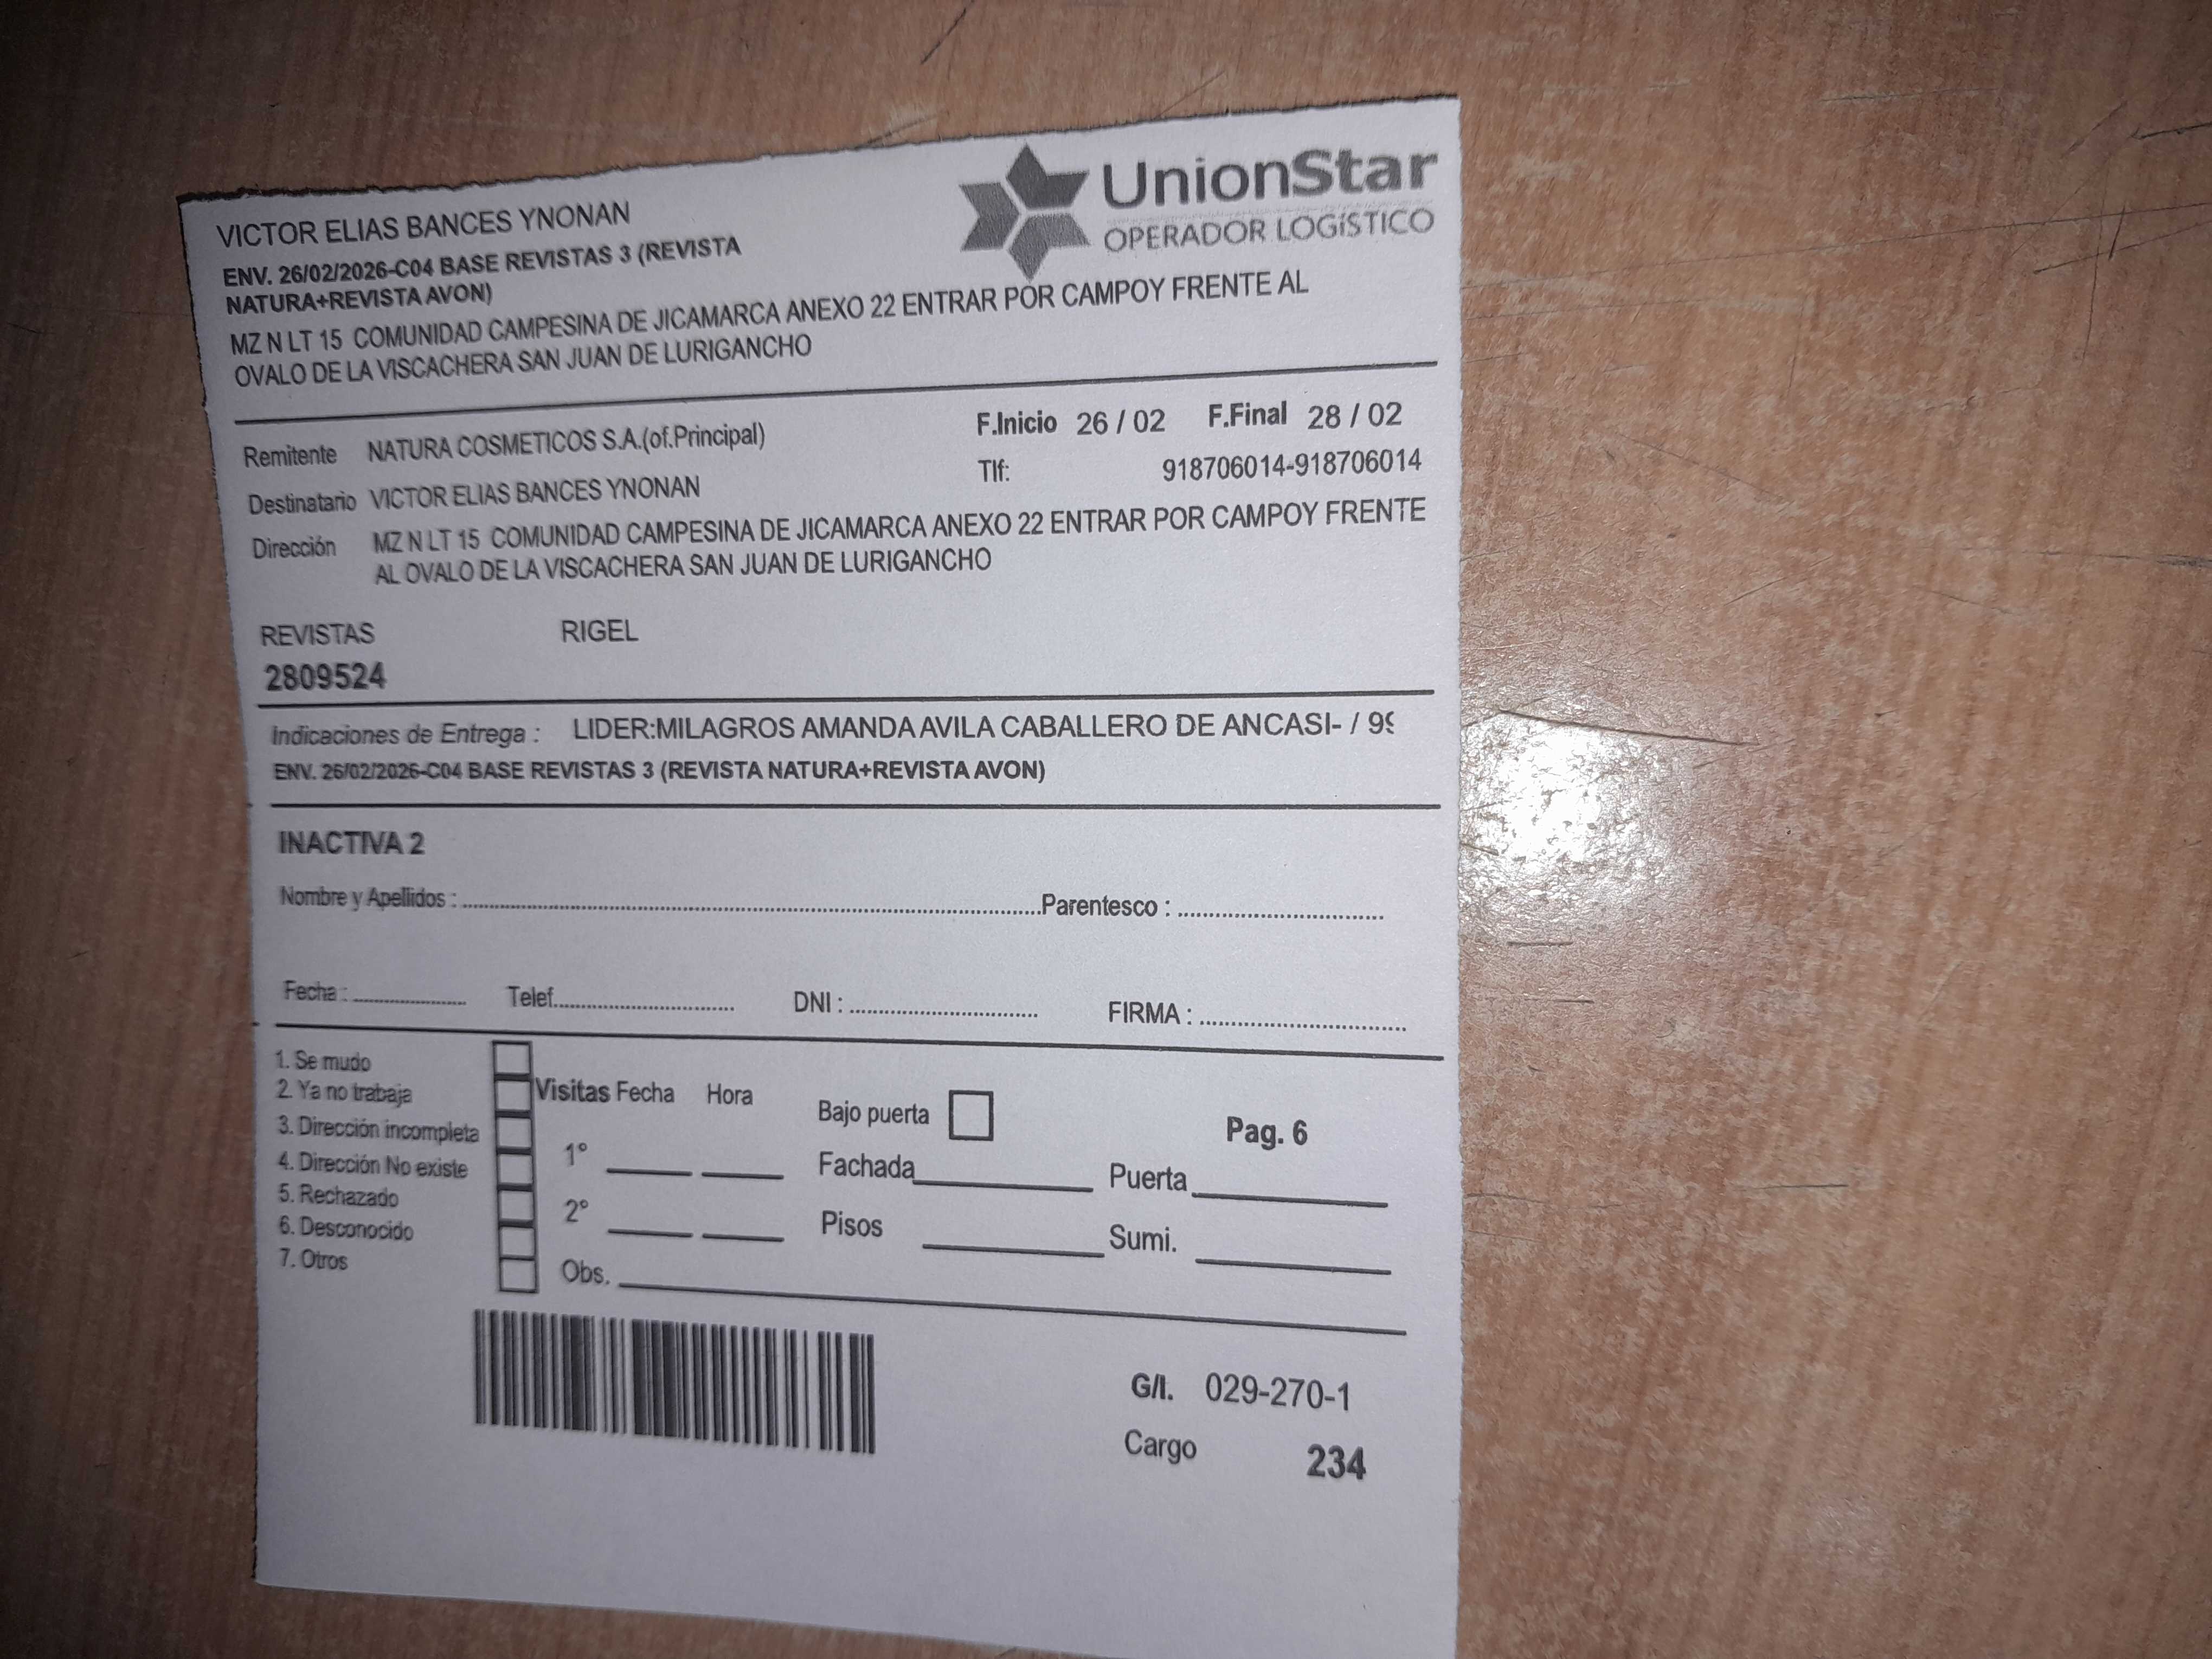 VICTOR ELIAS BANCES YNONAN
UnionStar
OPERADOR LOGíSTICO
ENV. 26/02/2026-C04 BASE REVISTAS 3 (REVISTA
NATURA+REVISTA AVON)
MZ N LT 15 COMUNIDAD CAMPESINA DE JICAMARCA ANEXO 22 ENTRAR POR CAMPOY FRENTE AL
OVALO DE LA VISCACHERA SAN JUAN DE LURIGANCHO
Remitente NATURA COSMETICOS S.A.(of.Principal) F.Inicio 26 / 02 F.Final 28 / 02
Destinatario VICTOR ELIAS BANCES YNONAN Tlf: 918706014-918706014
Dirección MZ N LT 15 COMUNIDAD CAMPESINA DE JICAMARCA ANEXO 22 ENTRAR POR CAMPOY FRENTE
AL OVALO DE LA VISCACHERA SAN JUAN DE LURIGANCHO
REVISTAS RIGEL
2809524
Indicaciones de Entrega : LIDER:MILAGROS AMANDA AVILA CABALLERO DE ANCASI- / 99
ENV. 26/02/2026-C04 BASE REVISTAS 3 (REVISTA NATURA+REVISTA AVON)
INACTIVA 2
Nombre y Apellidos : Parentesco :
Fecha : Telef. DNI : FIRMA :
1. Se mudo
2. Ya no trabaja Visitas Fecha Hora Bajo puerta Pag. 6
3. Dirección incompleta 1°
4. Dirección No existe Fachada Puerta
5. Rechazado 2°
6. Desconocido Pisos Sumi.
7. Otros Obs.
G/I. 029-270-1
Cargo 234